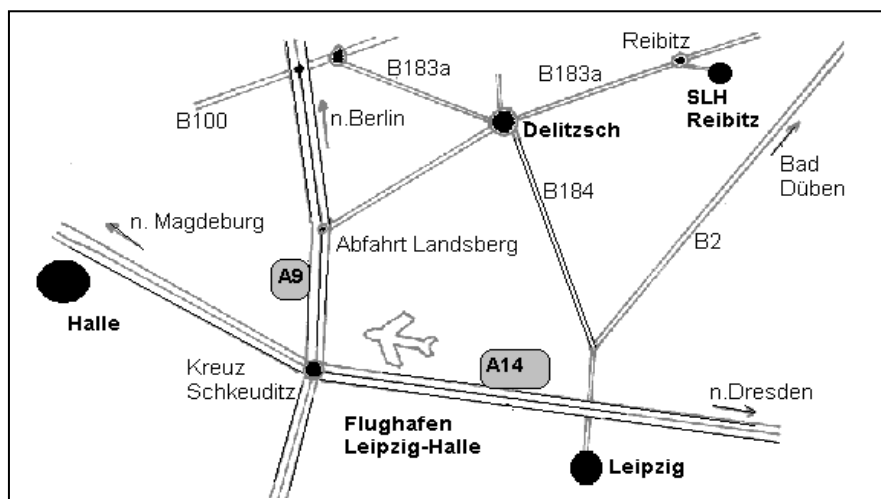 Reibitz
B183a
B183a
SLH
Reibitz
B100
n.Berlin
Delitzsch
Bad
Düben
B184
n. Magdeburg
B2
Abfahrt Landsberg
A9
Halle
Kreuz
Schkeuditz
A14
n.Dresden
Flughafen
Leipzig-Halle
Leipzig